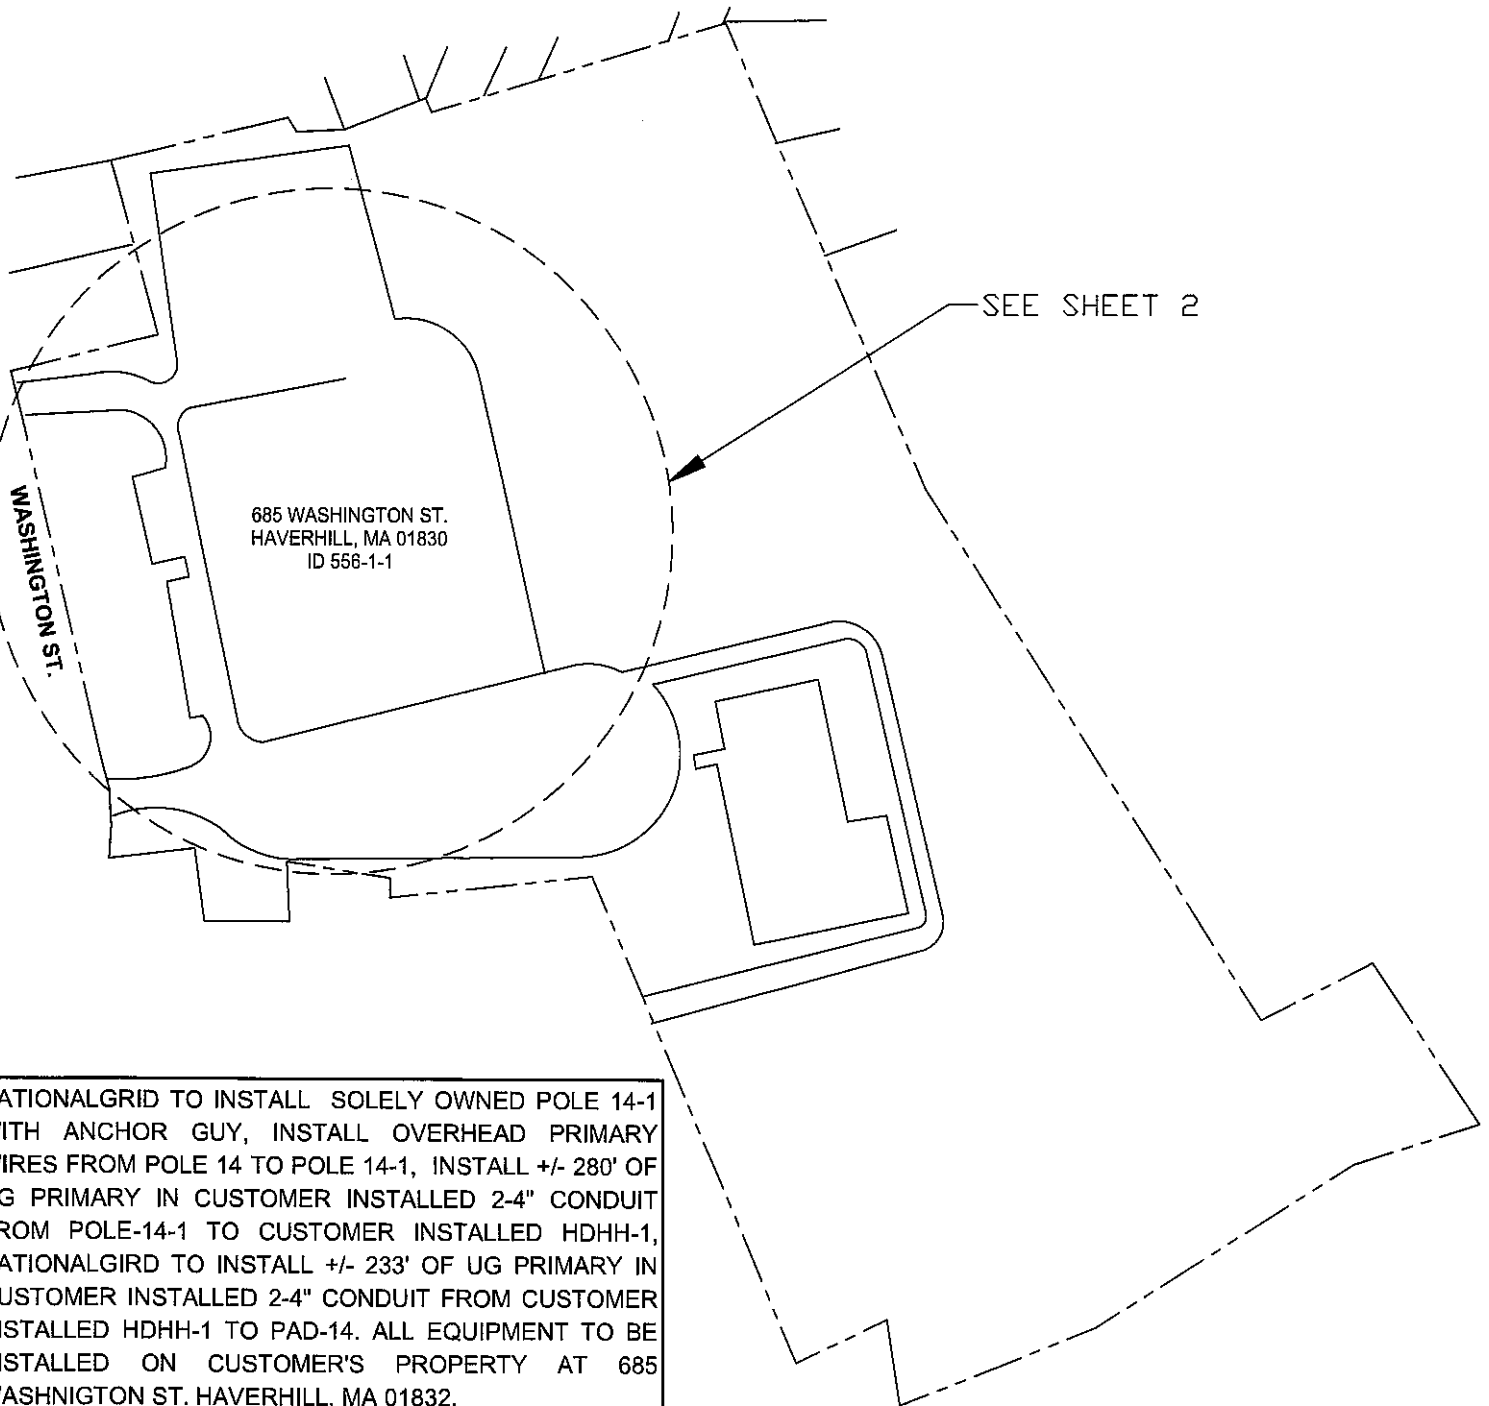 SEE SHEET 2
685 WASHINGTON ST.
HAVERHILL, MA 01830
ID 556-1-1
WASHINGTON ST.
ATIONALGRID TO INSTALL SOLELY OWNED POLE 14-1
ITH ANCHOR GUY, INSTALL OVERHEAD PRIMARY
IRES FROM POLE 14 TO POLE 14-1, INSTALL +/- 280' OF
G PRIMARY IN CUSTOMER INSTALLED 2-4" CONDUIT
ROM POLE-14-1 TO CUSTOMER INSTALLED HDHH-1,
ATIONALGIRD TO INSTALL +/- 233' OF UG PRIMARY IN
USTOMER INSTALLED 2-4" CONDUIT FROM CUSTOMER
STALLED HDHH-1 TO PAD-14. ALL EQUIPMENT TO BE
STALLED ON CUSTOMER'S PROPERTY AT 685
ASHNIGTON ST. HAVERHILL, MA 01832.